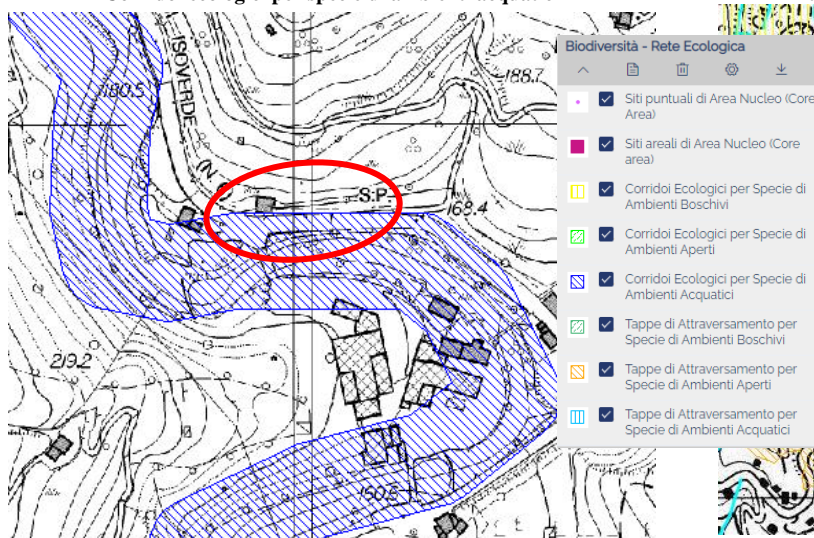 Biodiversità - Rete Ecologica
Siti puntuali di Area Nucleo (Core
Area)
Siti areali di Area Nucleo (Core
area)
Corridoi Ecologici per Specie di
Ambienti Boschivi
Corridoi Ecologici per Specie di
Ambienti Aperti
Corridoi Ecologici per Specie di
Ambienti Acquatici
Tappe di Attraversamento per
Specie di Ambienti Boschivi
Tappe di Attraversamento per
Specie di Ambienti Aperti
Tappe di Attraversamento per
Specie di Ambienti Acquatici
180.5
ISOVERDE
188.7
S.P.
168.4
219.2